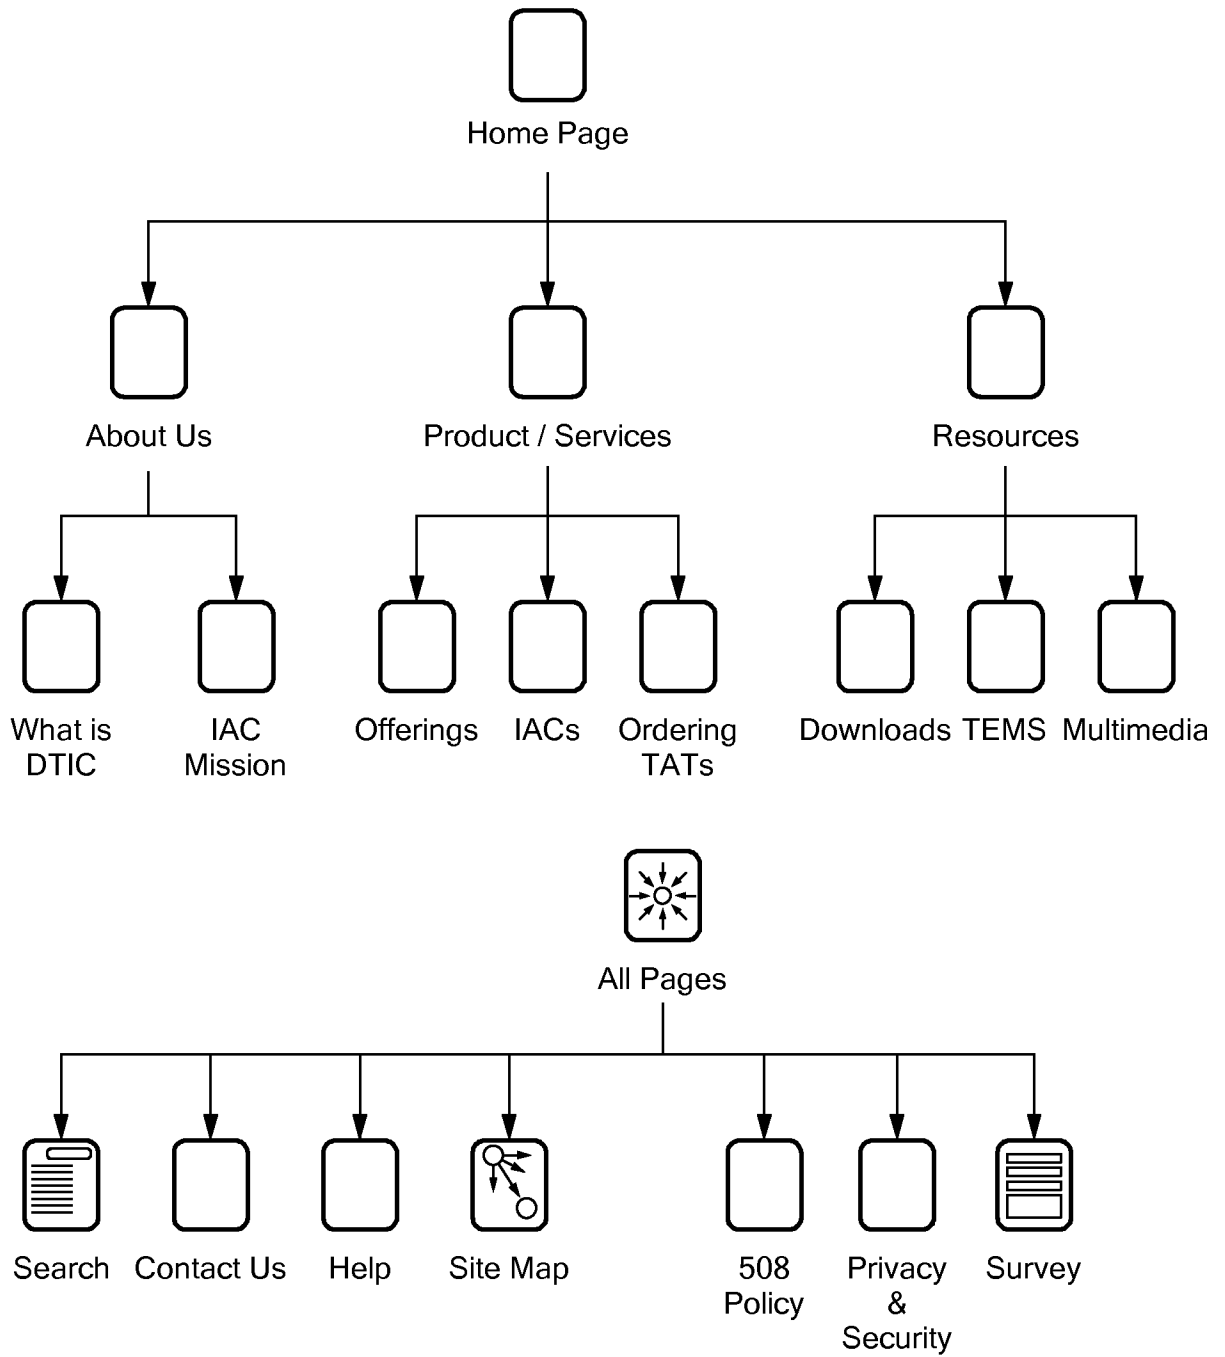 Home Page
About Us
Product / Services
Resources
What is
DTIC
IAC
Mission
Offerings
IACs
Ordering
TATs
Downloads
TEMS
Multimedia
All Pages
Search
Contact Us
Help
Site Map
508
Policy
Privacy
&
Security
Survey